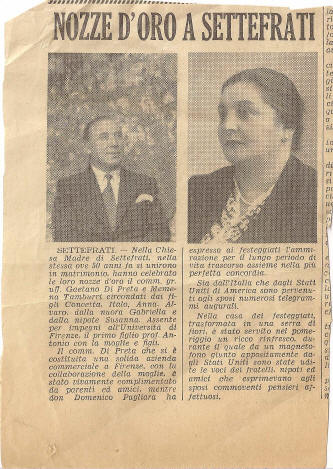 NOZZE D'ORO A SETTEFRATI
SETTEFRATI. — Nella Chie-
sa Madre di Settefrati, nella
stessa ove 50 anni fa si unirono
in matrimonio, hanno celebrato
le loro nozze d'oro il comm. gr.
uff. Gaetano Di Preta e Memena
na Tamburri circondati dai fi-
gli Concetta, Italo, Anna,
Alvaro, dalla nuora Gabriella e
dalla nipote Susanna. Assente
per impegni all'Università di
Firenze, il primo figlio prof. An-
tonio con la moglie e figli.
Il comm. Di Preta che si è
costituita una solida azienda
commerciale a Firenze, con la
collaborazione della moglie, è
stato vivamente complimentato
da parenti ed amici, mentre
don Domenico Pagliara ha
espresso ai festeggiati l'ammi-
razione per il lungo periodo di
vita trascorso assieme nella più
perfetta concordia.
Sia dall'Italia che dagli Stati
Uniti di America sono perve-
nuti agli sposi numerosi telegram-
mi augurali.
Nella casa dei festeggiati,
trasformata in una serra di
fiori, è stato servito nel pome-
riggio un ricco rinfresco, du-
rante il quale da un magneto-
fono giunto appositamente da-
gli Stati Uniti sono state udi-
te le voci dei fratelli, nipoti ed
amici che esprimevano agli
sposi commoventi pensieri af-
fettuosi.